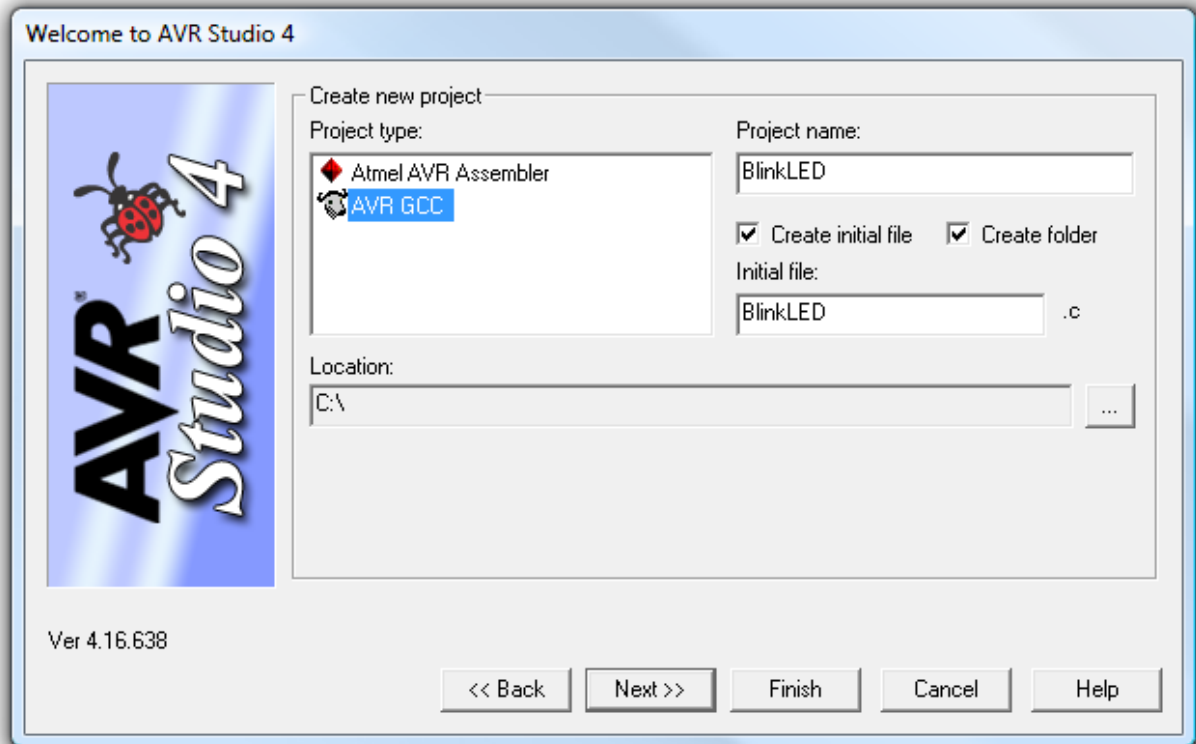 Welcome to AVR Studio 4
AVR®
Studio 4
Create new project
Project type:
Atmel AVR Assembler
AVR GCC
Project name:
BlinkLED
Create initial file
Create folder
Initial file:
BlinkLED
.c
Location:
C:\
...
Ver 4.16.638
<< Back
Next >>
Finish
Cancel
Help